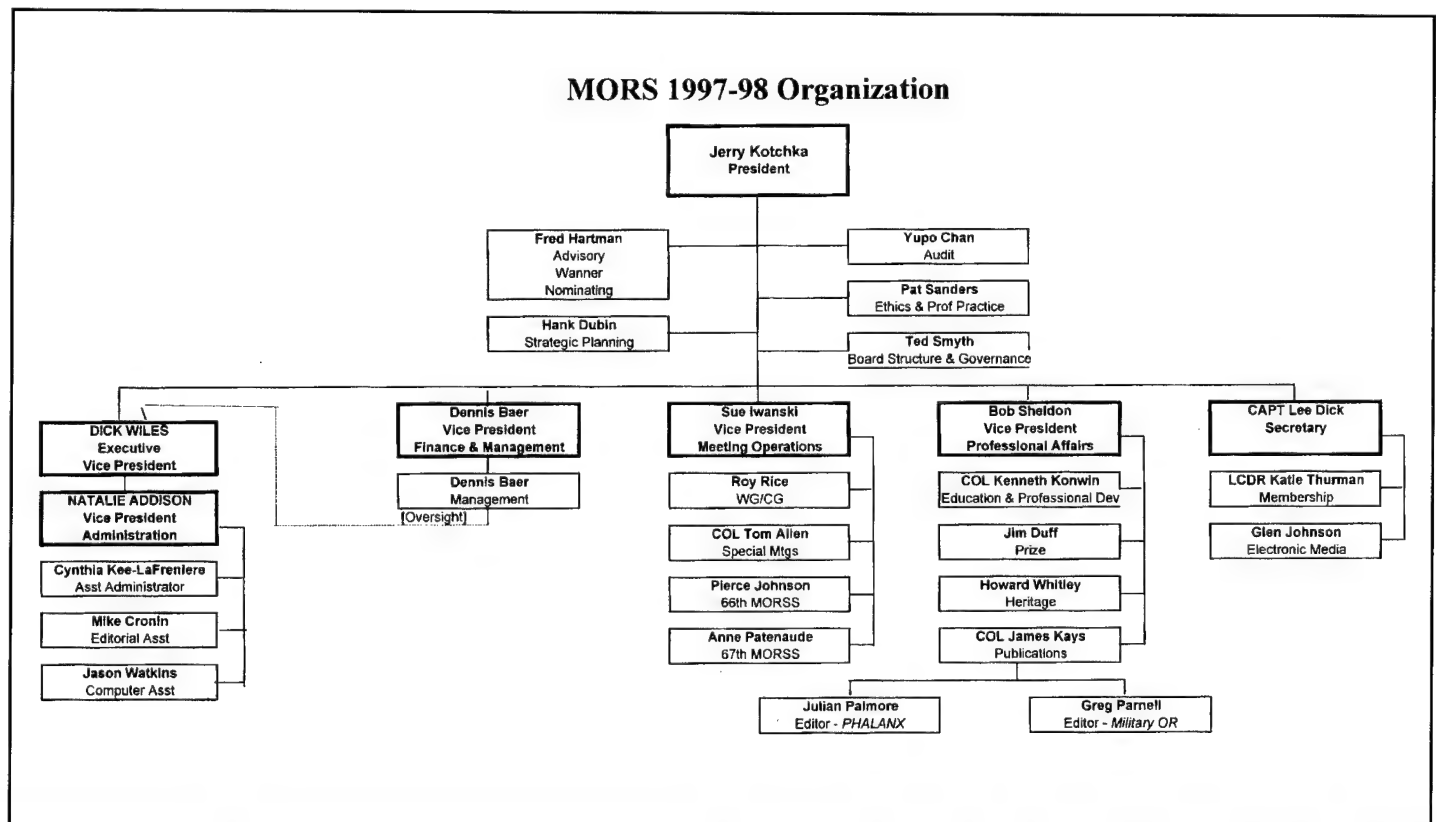 MORS 1997-98 Organization
Jerry Kotchka
President
Fred Hartman
Advisory
Wanner
Nominating
Yupo Chan
Audit
Pat Sanders
Ethics & Prof Practice
Hank Dubin
Strategic Planning
Ted Smyth
Board Structure & Governance
DICK WILES
Executive
Vice President
NATALIE ADDISON
Vice President
Administration
Cynthia Kee-LaFreniere
Asst Administrator
Mike Cronin
Editorial Asst
Jason Watkins
Computer Asst
Dennis Baer
Vice President
Finance & Management
Dennis Baer
Management
(Oversight)
Sue Iwanski
Vice President
Meeting Operations
Roy Rice
WG/CG
COL Tom Allen
Special Mtgs
Pierce Johnson
66th MORSS
Anne Patenaude
67th MORSS
Bob Sheldon
Vice President
Professional Affairs
COL Kenneth Konwin
Education & Professional Dev
Jim Duff
Prize
Howard Whitley
Heritage
COL James Kays
Publications
Julian Palmore
Editor - PHALANX
Greg Parnell
Editor - Military OR
CAPT Lee Dick
Secretary
LCDR Katie Thurman
Membership
Glen Johnson
Electronic Media